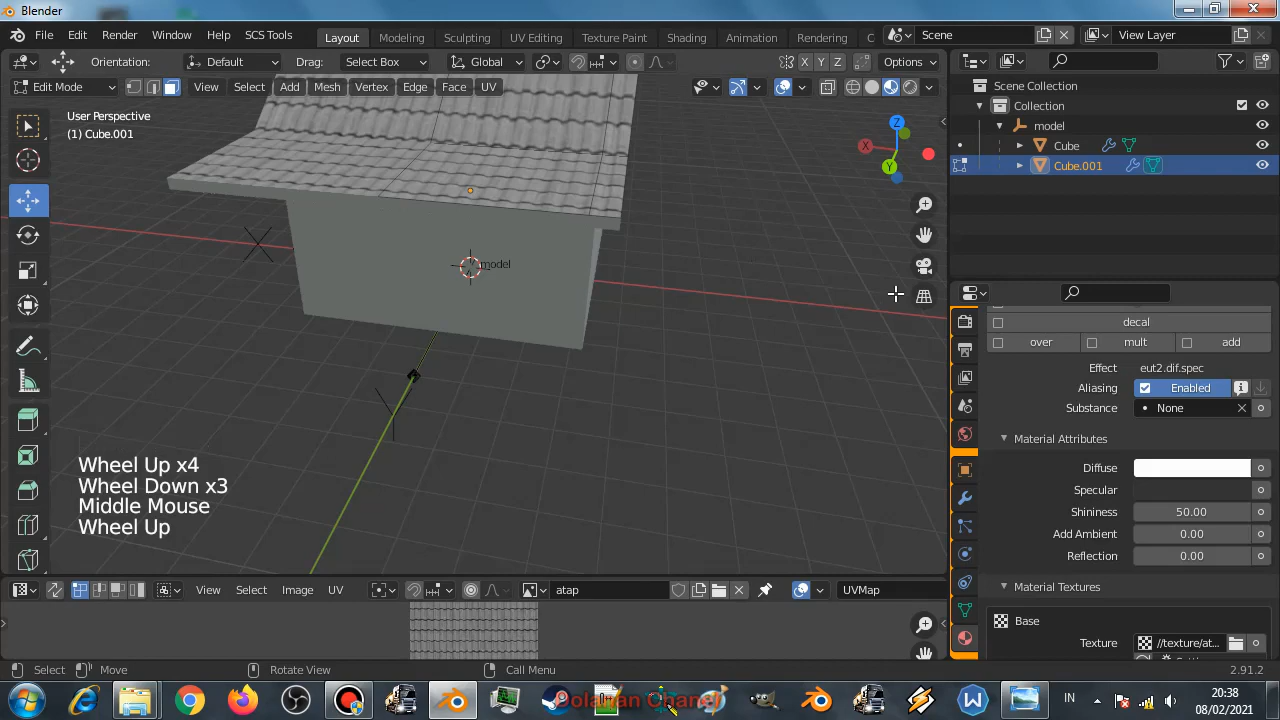 Blender
File Edit Render Window Help SCS Tools Layout Modeling Sculpting UV Editing Texture Paint Shading Animation Rendering C Scene View Layer
Orientation: Default Drag: Select Box Global X Y Z Options
Edit Mode View Select Add Mesh Vertex Edge Face UV
User Perspective
(1) Cube.001
Z
X
Y
model
Wheel Up x4
Wheel Down x3
Middle Mouse
Wheel Up
Scene Collection
Collection
model
Cube
Cube.001
decal
over mult add
Effect eut2.dif.spec
Aliasing Enabled
Substance None
Material Attributes
Diffuse
Specular
Shininess 50.00
Add Ambient 0.00
Reflection 0.00
Material Textures
Base
Texture //texture/at...
View Select Image UV atap UVMap
Select Move Rotate View Call Menu 2.91.2
Dolahan Chanel
IN
20:38
08/02/2021